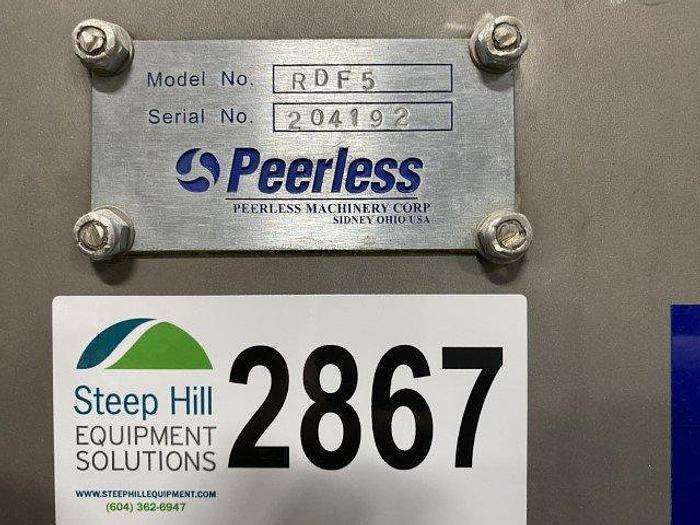 Model No. RDF5
Serial No. 204192
Peerless
PEERLESS MACHINERY CORP
SIDNEY OHIO USA
Steep Hill
EQUIPMENT
SOLUTIONS
2867
WWW.STEEPHILLEQUIPMENT.COM
(604) 362-6947